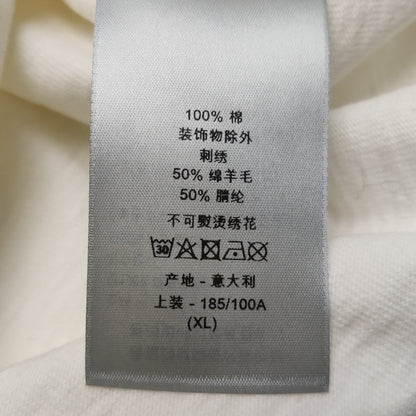 100% 棉
装饰物除外
刺绣
50% 绵羊毛
50% 腈纶
不可熨烫绣花
30
产地 - 意大利
上装 - 185/100A
(XL)